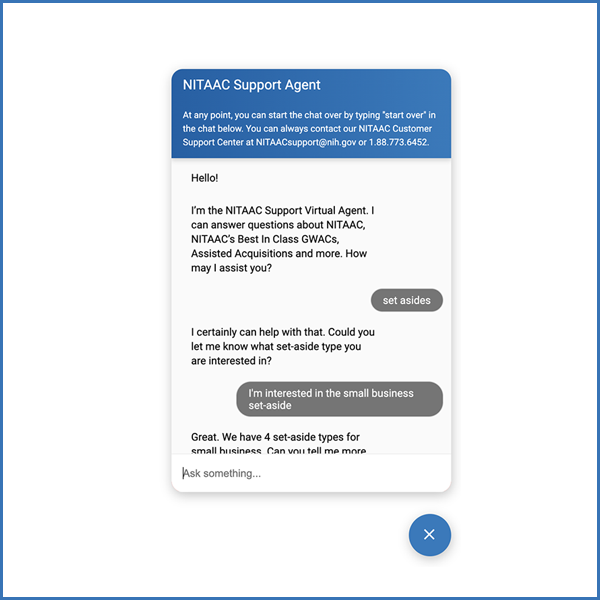 NITAAC Support Agent
At any point, you can start the chat over by typing "start over" in
the chat below. You can always contact our NITAAC Customer
Support Center at NITAACsupport@nih.gov or 1.88.773.6452.
Hello!
I'm the NITAAC Support Virtual Agent. I
can answer questions about NITAAC,
NITAAC's Best In Class GWACs,
Assisted Acquisitions and more. How
may I assist you?
set asides
I certainly can help with that. Could you
let me know what set-aside type you
are interested in?
I'm interested in the small business
set-aside
Great. We have 4 set-aside types for
small business. Can you tell me more
Ask something...